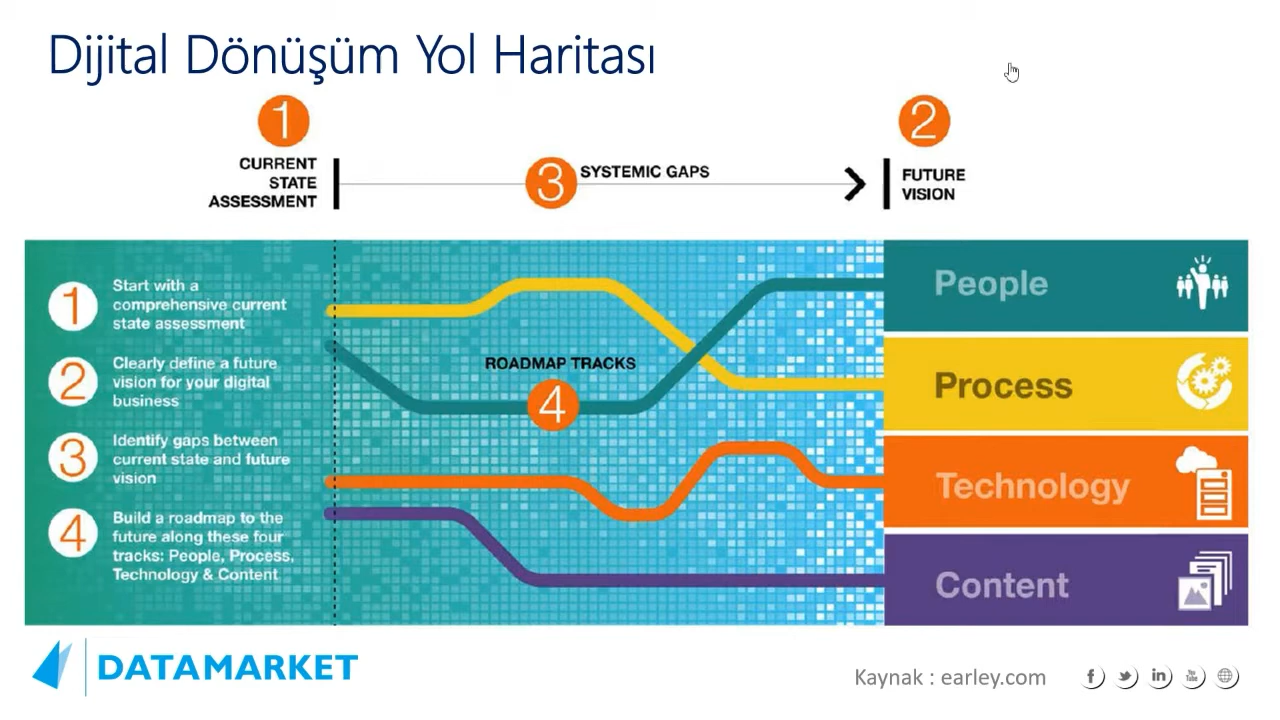 Dijital Dönüşüm Yol Haritası
1
CURRENT
STATE
ASSESSMENT
3
SYSTEMIC GAPS
2
FUTURE
VISION
1
Start with a
comprehensive current
state assessment
2
Clearly define a future
vision for your digital
business
3
Identify gaps between
current state and future
vision
4
Build a roadmap to the
future along these four
tracks: People, Process,
Technology & Content
ROADMAP TRACKS
4
People
Process
Technology
Content
DATAMARKET
Kaynak : earley.com
f
in
You
Tube